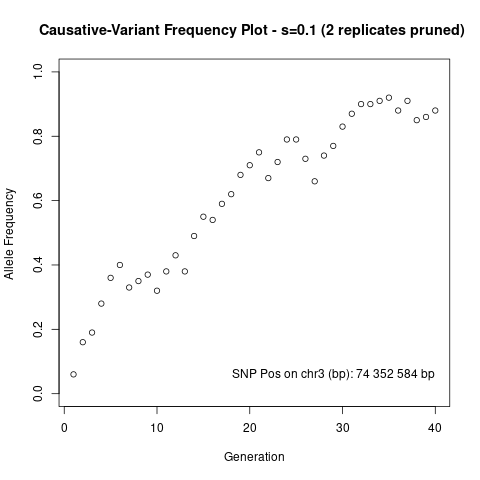 Causative-Variant Frequency Plot - s=0.1 (2 replicates pruned)
Allele Frequency
1.0
0.8
0.6
0.4
0.2
0.0
SNP Pos on chr3 (bp): 74 352 584 bp
0 10 20 30 40
Generation